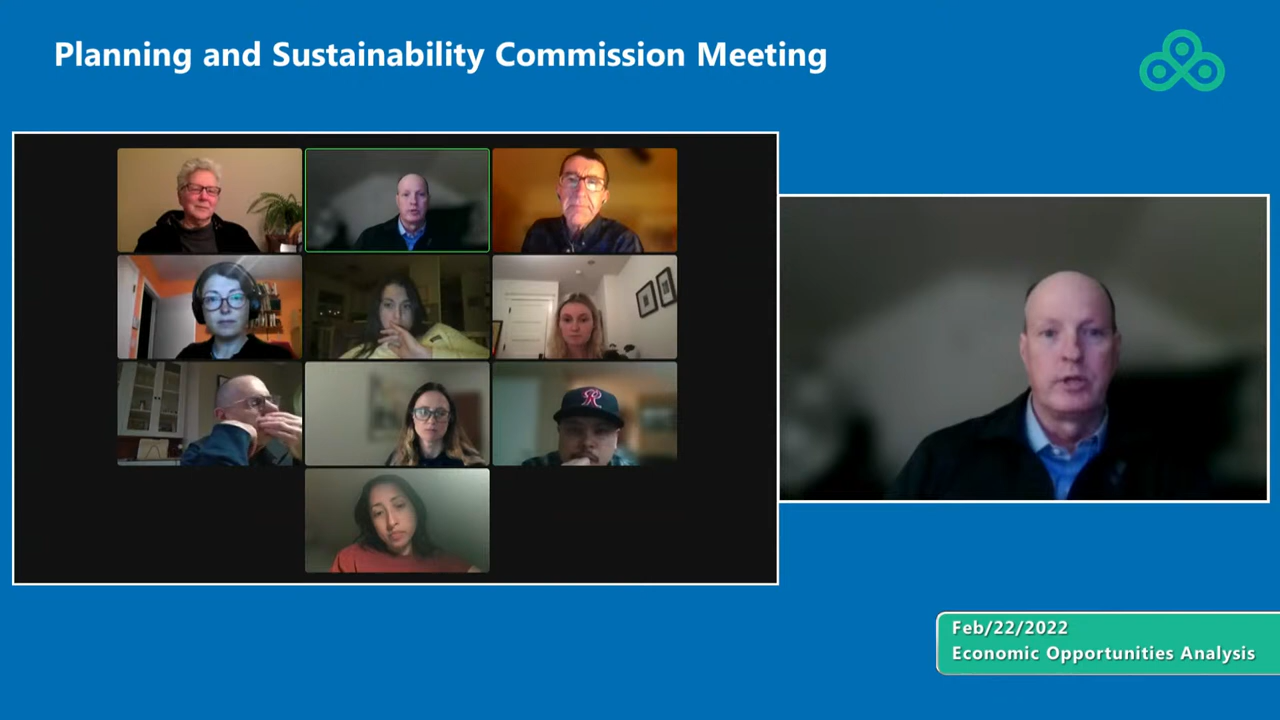 Planning and Sustainability Commission Meeting
Feb/22/2022
Economic Opportunities Analysis